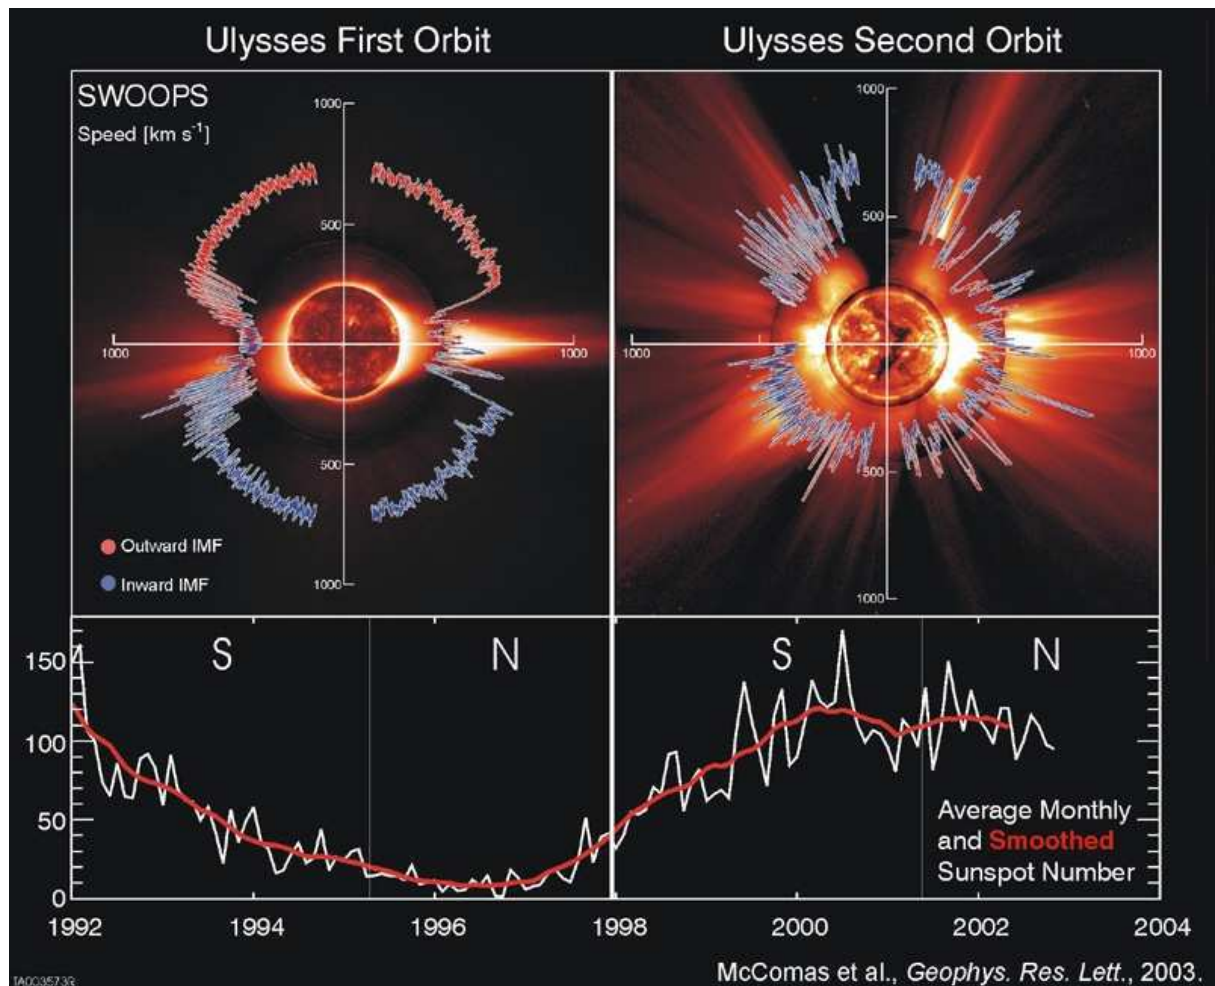 Ulysses First Orbit
Ulysses Second Orbit
SWOOPS
Speed [km s⁻¹]
1000
500
1000
1000
500
1000
Outward IMF
Inward IMF
1000
500
1000
1000
500
1000
S
N
S
N
150
100
50
0
Average Monthly
and Smoothed
Sunspot Number
1992
1994
1996
1998
2000
2002
2004
McComas et al., Geophys. Res. Lett., 2003.